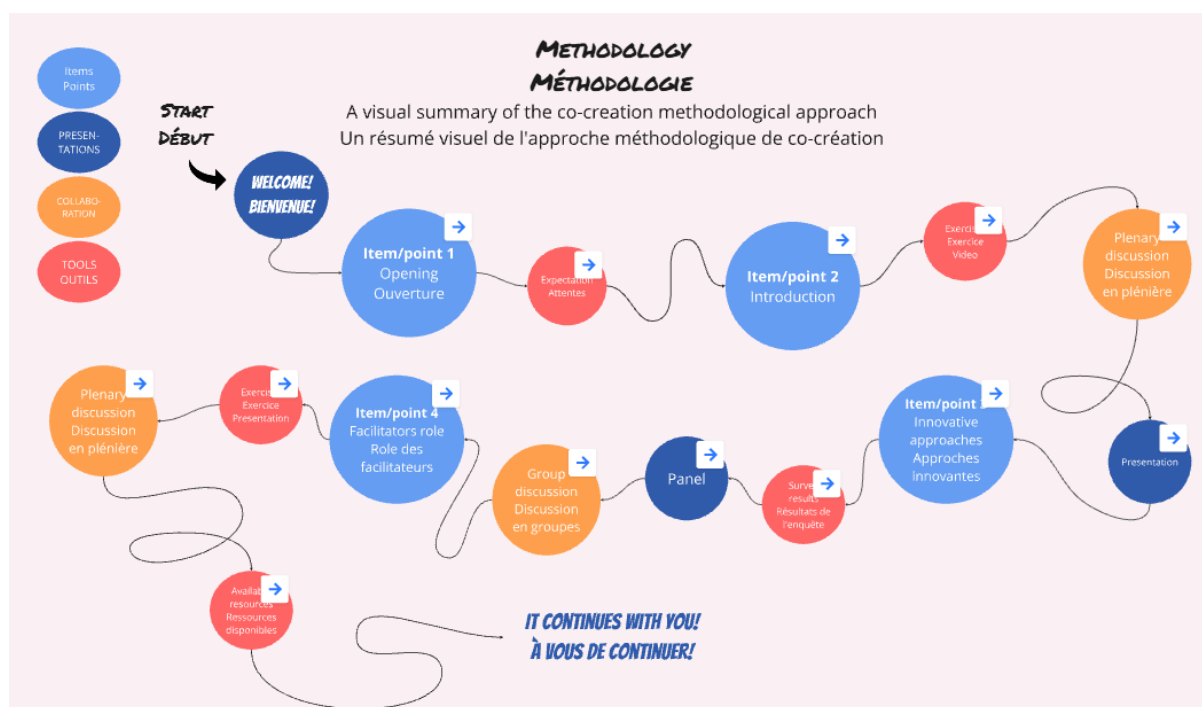 METHODOLOGY
MÉTHODOLOGIE
A visual summary of the co-creation methodological approach
Un résumé visuel de l'approche méthodologique de co-création
Items
Points
PRESEN-
TATIONS
COLLABO-
RATION
TOOLS
OUTILS
START
DÉBUT
WELCOME!
BIENVENUE!
Item/point 1
Opening
Ouverture
Expectation
Attentes
Item/point 2
Introduction
Exercice
Video
Plenary
discussion
Discussion
en plénière
Presentation
Item/point
Innovative
approaches
Approches
Innovantes
results
Résultats de
l'enquête
Panel
Group
discussion
Discussion
en groupes
Item/point 4
Facilitators role
Role des
facilitateurs
Exercice
Presentation
Plenary
discussion
Discussion
en plénière
resources
Ressources
disponibles
IT CONTINUES WITH YOU!
À VOUS DE CONTINUER!